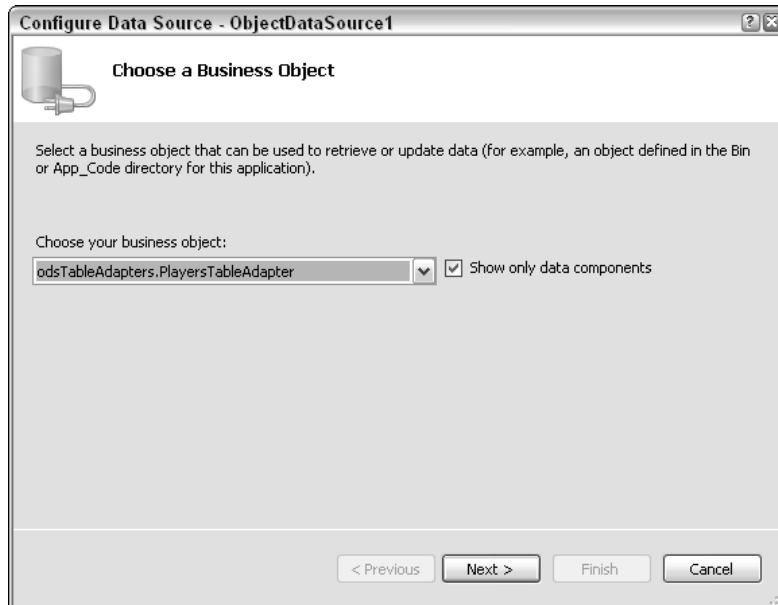 Configure Data Source - ObjectDataSource1
Choose a Business Object
Select a business object that can be used to retrieve or update data (for example, an object defined in the Bin
or App_Code directory for this application).
Choose your business object:
odsTableAdapters.PlayersTableAdapter
Show only data components
< Previous
Next >
Finish
Cancel